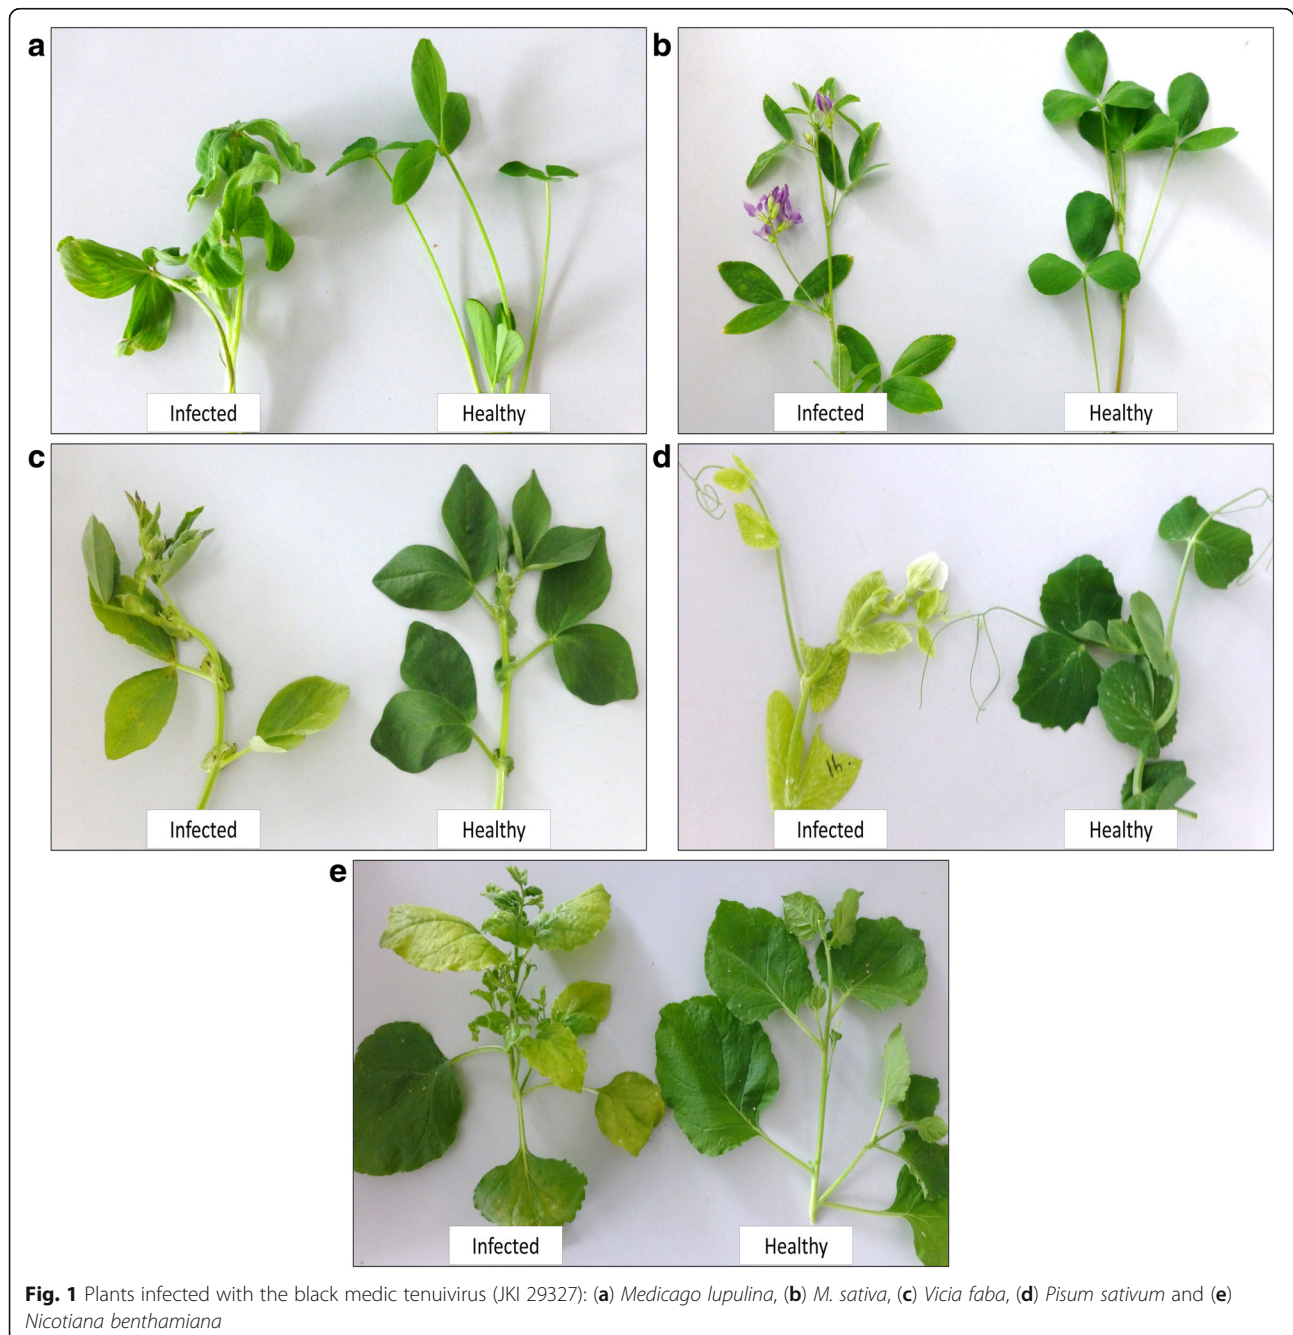 a
b
Infected
Healthy
Infected
Healthy
c
d
16.
Infected
Healthy
Infected
Healthy
e
Infected
Healthy
Fig. 1 Plants infected with the black medic tenuivirus (JKI 29327): (a) Medicago lupulina, (b) M. sativa, (c) Vicia faba, (d) Pisum sativum and (e)
Nicotiana benthamiana